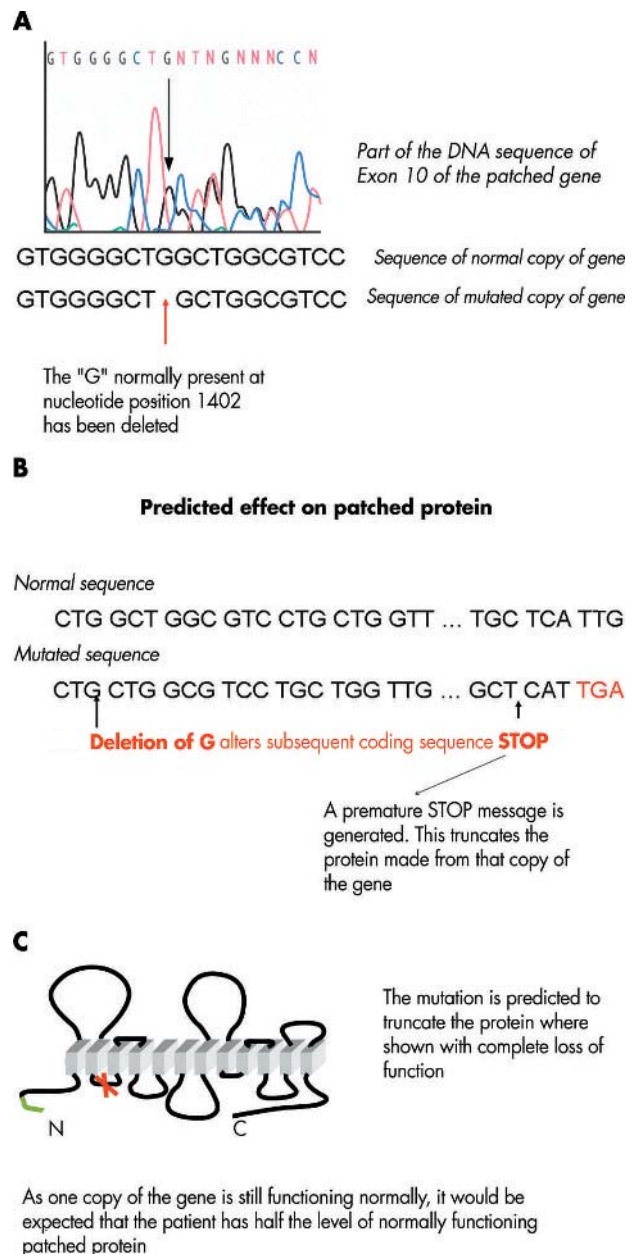 A
G T G G G G C T G N T N G N N N C C N
Part of the DNA sequence of
Exon 10 of the patched gene
GTGGGGCTGGCTGGCGTCC Sequence of normal copy of gene
GTGGGGCT GCTGGCGTCC Sequence of mutated copy of gene
The "G" normally present at
nucleotide position 1402
has been deleted
B
Predicted effect on patched protein
Normal sequence
CTG GCT GGC GTC CTG CTG GTT ... TGC TCA TTG
Mutated sequence
CTG CTG GCG TCC TGC TGG TTG ... GCT CAT TGA
Deletion of G alters subsequent coding sequence STOP
A premature STOP message is
generated. This truncates the
protein made from that copy of
the gene
C
The mutation is predicted to
truncate the protein where
shown with complete loss of
function
N C
As one copy of the gene is still functioning normally, it would be
expected that the patient has half the level of normally functioning
patched protein